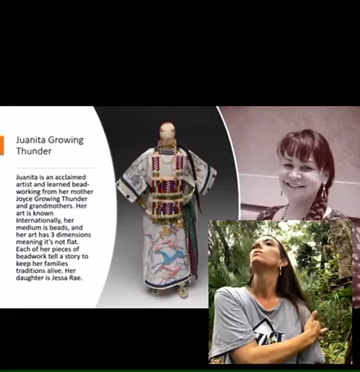 Juanita Growing
Thunder
Juanita is an acclaimed
artist and learned bead-
working from her mother
Joyce Growing Thunder
and grandmothers. Her
art is known
Internationally, her
medium is beads, and
her art has 3 dimensions
meaning it's not flat.
Each of her pieces of
beadwork tell a story to
keep her families
traditions alive. Her
daughter is Jessa Rae.